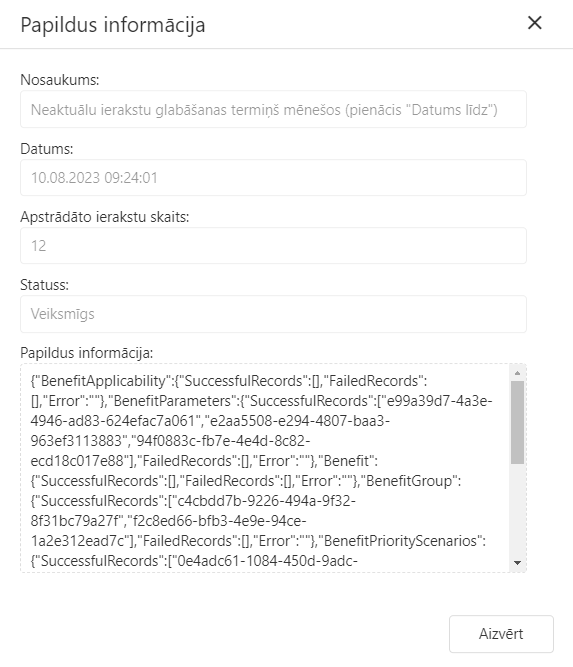 Papildus informācija
Nosaukums:
Neaktuālu ierakstu glabāšanas termiņš mēnešos (pienācis "Datums līdz")
Datums:
10.08.2023 09:24:01
Apstrādāto ierakstu skaits:
12
Statuss:
Veiksmīgs
Papildus informācija:
{"BenefitApplicability":{"SuccessfulRecords":[],"FailedRecords":
[],"Error":""},"BenefitParameters":{"SuccessfulRecords":["e99a39d7-4a3e-
4946-ad83-624efac7a061","e2aa5508-e294-4807-baa3-
963ef3113883","94f0883c-fb7e-4e4d-8c82-
ecd18c017e88"],"FailedRecords":[],"Error":""},"Benefit":
{"SuccessfulRecords":[],"FailedRecords":[],"Error":""},"BenefitGroup":
{"SuccessfulRecords":["c4cbdd7b-9226-494a-9f32-
8f31bc79a27f","f2c8ed66-bfb3-4e9e-94ce-
1a2e312ead7c"],"FailedRecords":[],"Error":""},"BenefitPriorityScenarios":
{"SuccessfulRecords":["0e4adc61-1084-450d-9adc-
Aizvērt